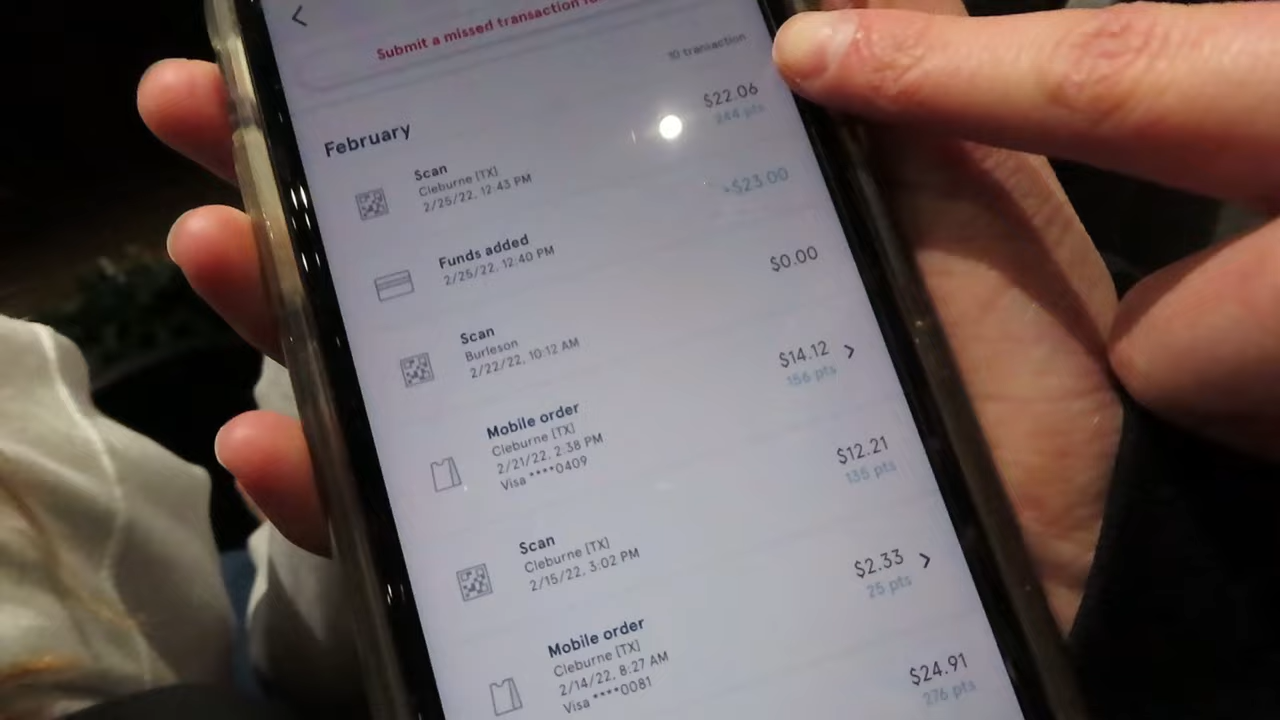 Submit a missed transaction
10 transaction
February
Scan
Cleburne [TX]
2/25/22, 12:43 PM
$22.06
244 pts
Funds added
2/25/22, 12:40 PM
+$23.00
Scan
Burleson
2/22/22, 10:12 AM
$0.00
Mobile order
Cleburne [TX]
2/21/22, 2:38 PM
Visa ****0409
$14.12
156 pts
Scan
Cleburne [TX]
2/15/22, 3:02 PM
$12.21
135 pts
Mobile order
Cleburne [TX]
2/14/22, 8:27 AM
Visa ****0081
$2.33
25 pts
$24.91
276 pts